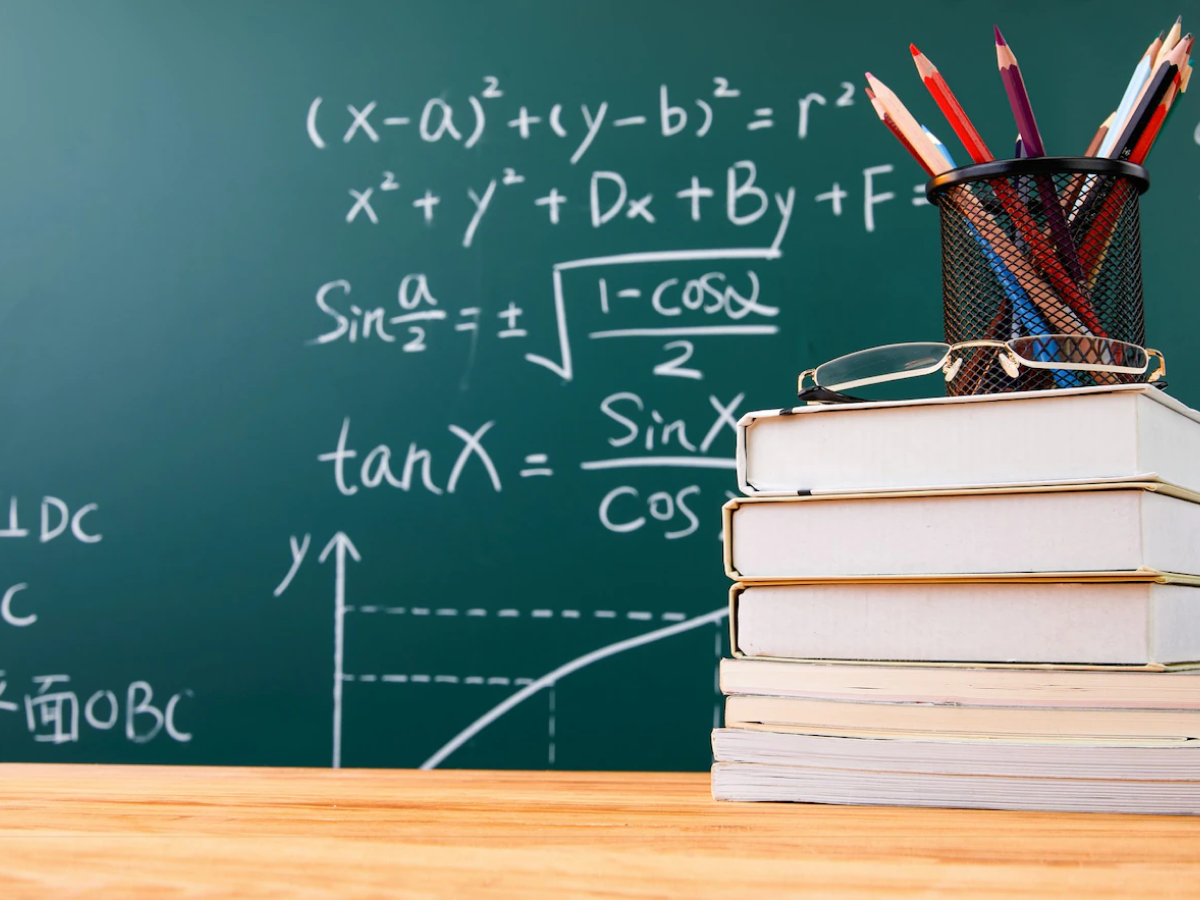 (x-a)²+(y-b)²=r²
x²+y²+Dx+By+F=
Sin a/2 = ± √(1-cosα / 2)
tanX = SinX / Cos
y
⊥DC
C
平面OBC